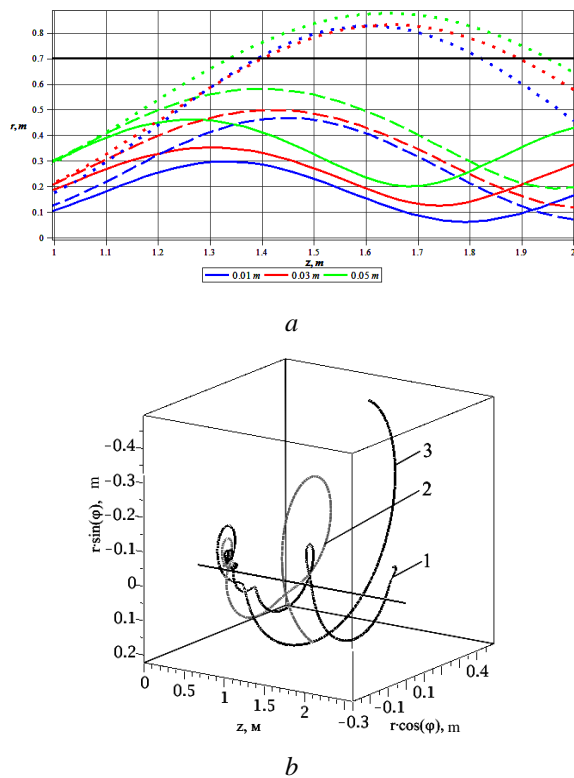 0.8
0.7
0.6
0.5
r, m 0.4
0.3
0.2
0.1
0
1 1.1 1.2 1.3 1.4 1.5 1.6 1.7 1.8 1.9 2
z, m
0.01 m 0.03 m 0.05 m
a
r·sin(φ), m
−0.4
−0.3
−0.2
−0.1
0
0.1
0.2
3
2
1
0 0.5 1 1.5 2
z, м
−0.3 −0.1 0.1 0.4
r·cos(φ), m
b